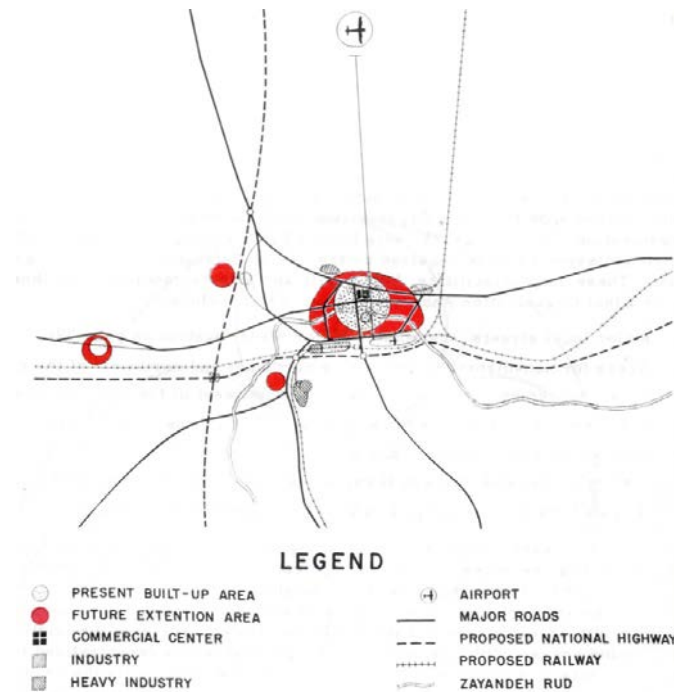 LEGEND
PRESENT BUILT-UP AREA
FUTURE EXTENTION AREA
COMMERCIAL CENTER
INDUSTRY
HEAVY INDUSTRY
AIRPORT
MAJOR ROADS
PROPOSED NATIONAL HIGHWAY
PROPOSED RAILWAY
ZAYANDEH RUD